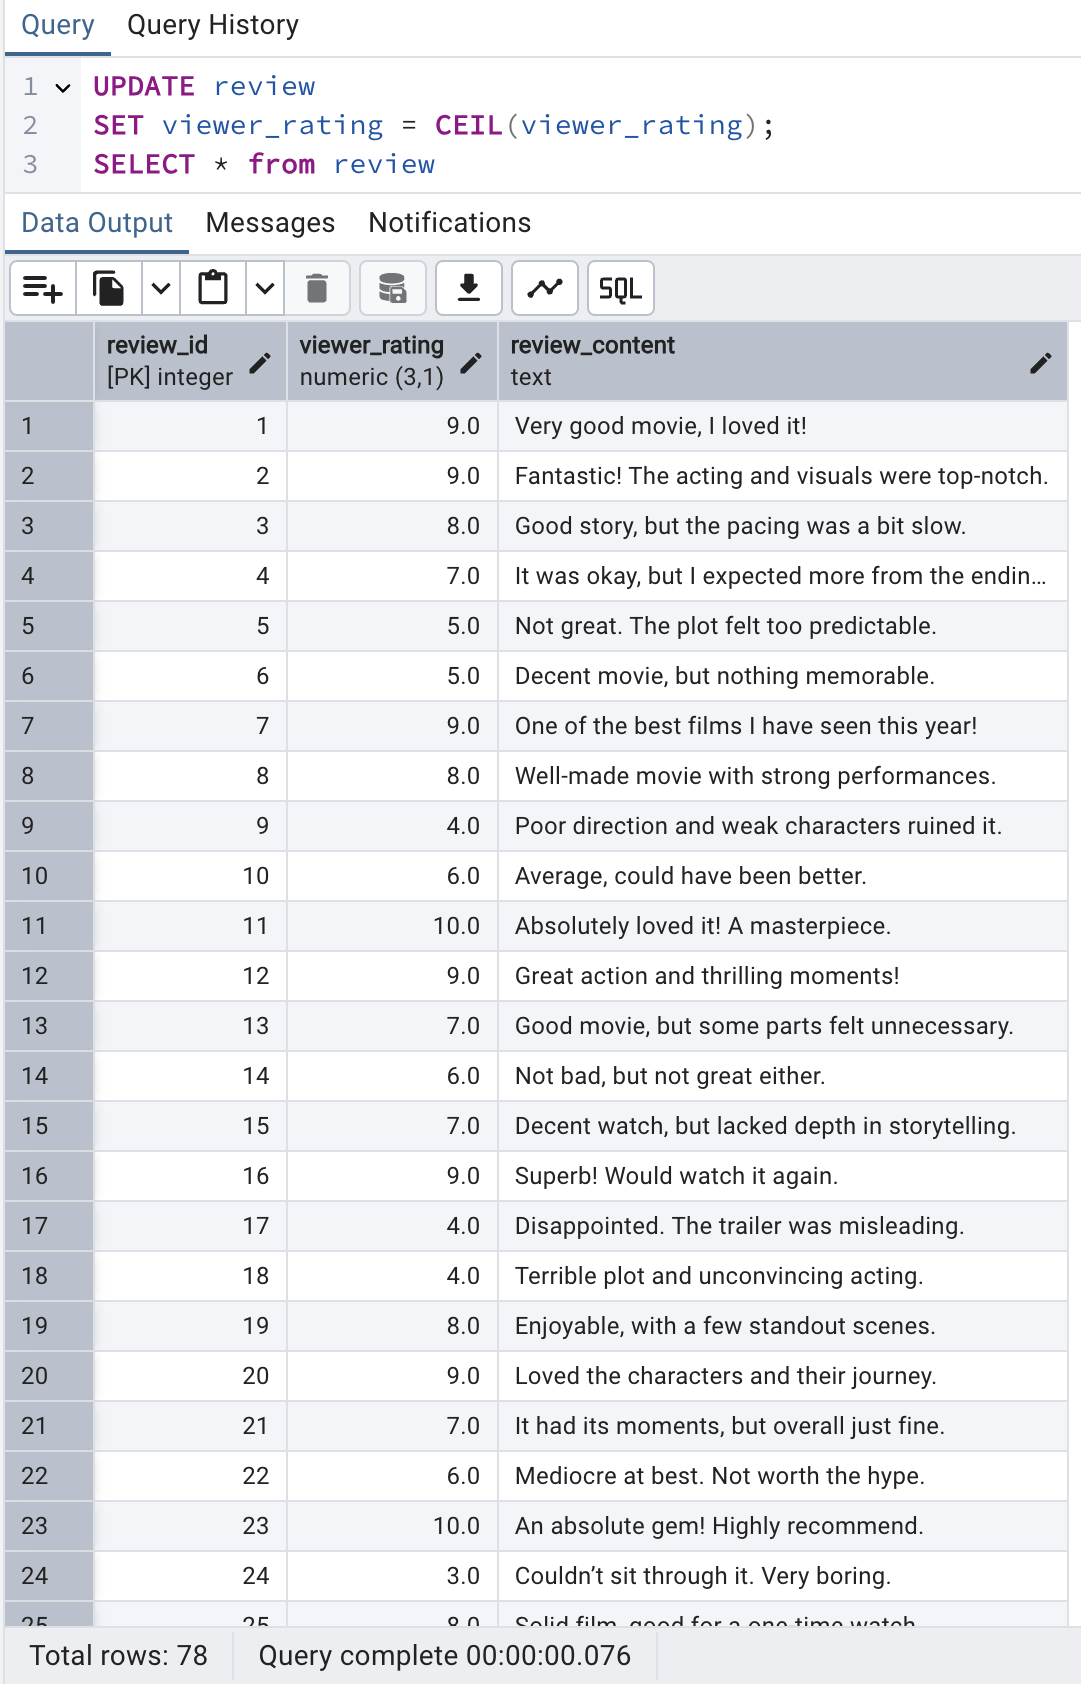 Query Query History
1 UPDATE review
2 SET viewer_rating = CEIL(viewer_rating);
3 SELECT * from review
Data Output Messages Notifications
SQL
review_id viewer_rating review_content
[PK] integer numeric (3,1) text
1 1 9.0 Very good movie, I loved it!
2 2 9.0 Fantastic! The acting and visuals were top-notch.
3 3 8.0 Good story, but the pacing was a bit slow.
4 4 7.0 It was okay, but I expected more from the endin...
5 5 5.0 Not great. The plot felt too predictable.
6 6 5.0 Decent movie, but nothing memorable.
7 7 9.0 One of the best films I have seen this year!
8 8 8.0 Well-made movie with strong performances.
9 9 4.0 Poor direction and weak characters ruined it.
10 10 6.0 Average, could have been better.
11 11 10.0 Absolutely loved it! A masterpiece.
12 12 9.0 Great action and thrilling moments!
13 13 7.0 Good movie, but some parts felt unnecessary.
14 14 6.0 Not bad, but not great either.
15 15 7.0 Decent watch, but lacked depth in storytelling.
16 16 9.0 Superb! Would watch it again.
17 17 4.0 Disappointed. The trailer was misleading.
18 18 4.0 Terrible plot and unconvincing acting.
19 19 8.0 Enjoyable, with a few standout scenes.
20 20 9.0 Loved the characters and their journey.
21 21 7.0 It had its moments, but overall just fine.
22 22 6.0 Mediocre at best. Not worth the hype.
23 23 10.0 An absolute gem! Highly recommend.
24 24 3.0 Couldn’t sit through it. Very boring.
25 25 8.0 Solid film, good for a one-time watch.
Total rows: 78 Query complete 00:00:00.076